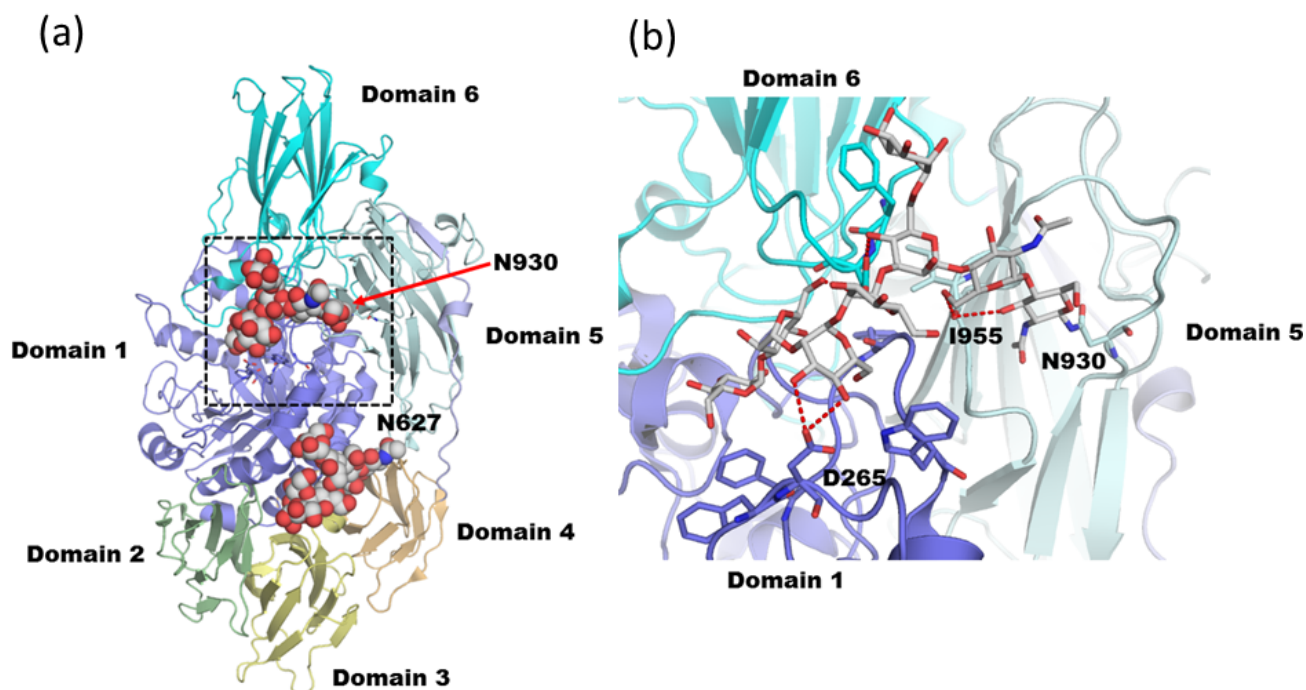 (a)
Domain 6
N930
Domain 1
Domain 5
N627
Domain 2
Domain 4
Domain 3
(b)
Domain 6
I955
N930
Domain 5
D265
Domain 1